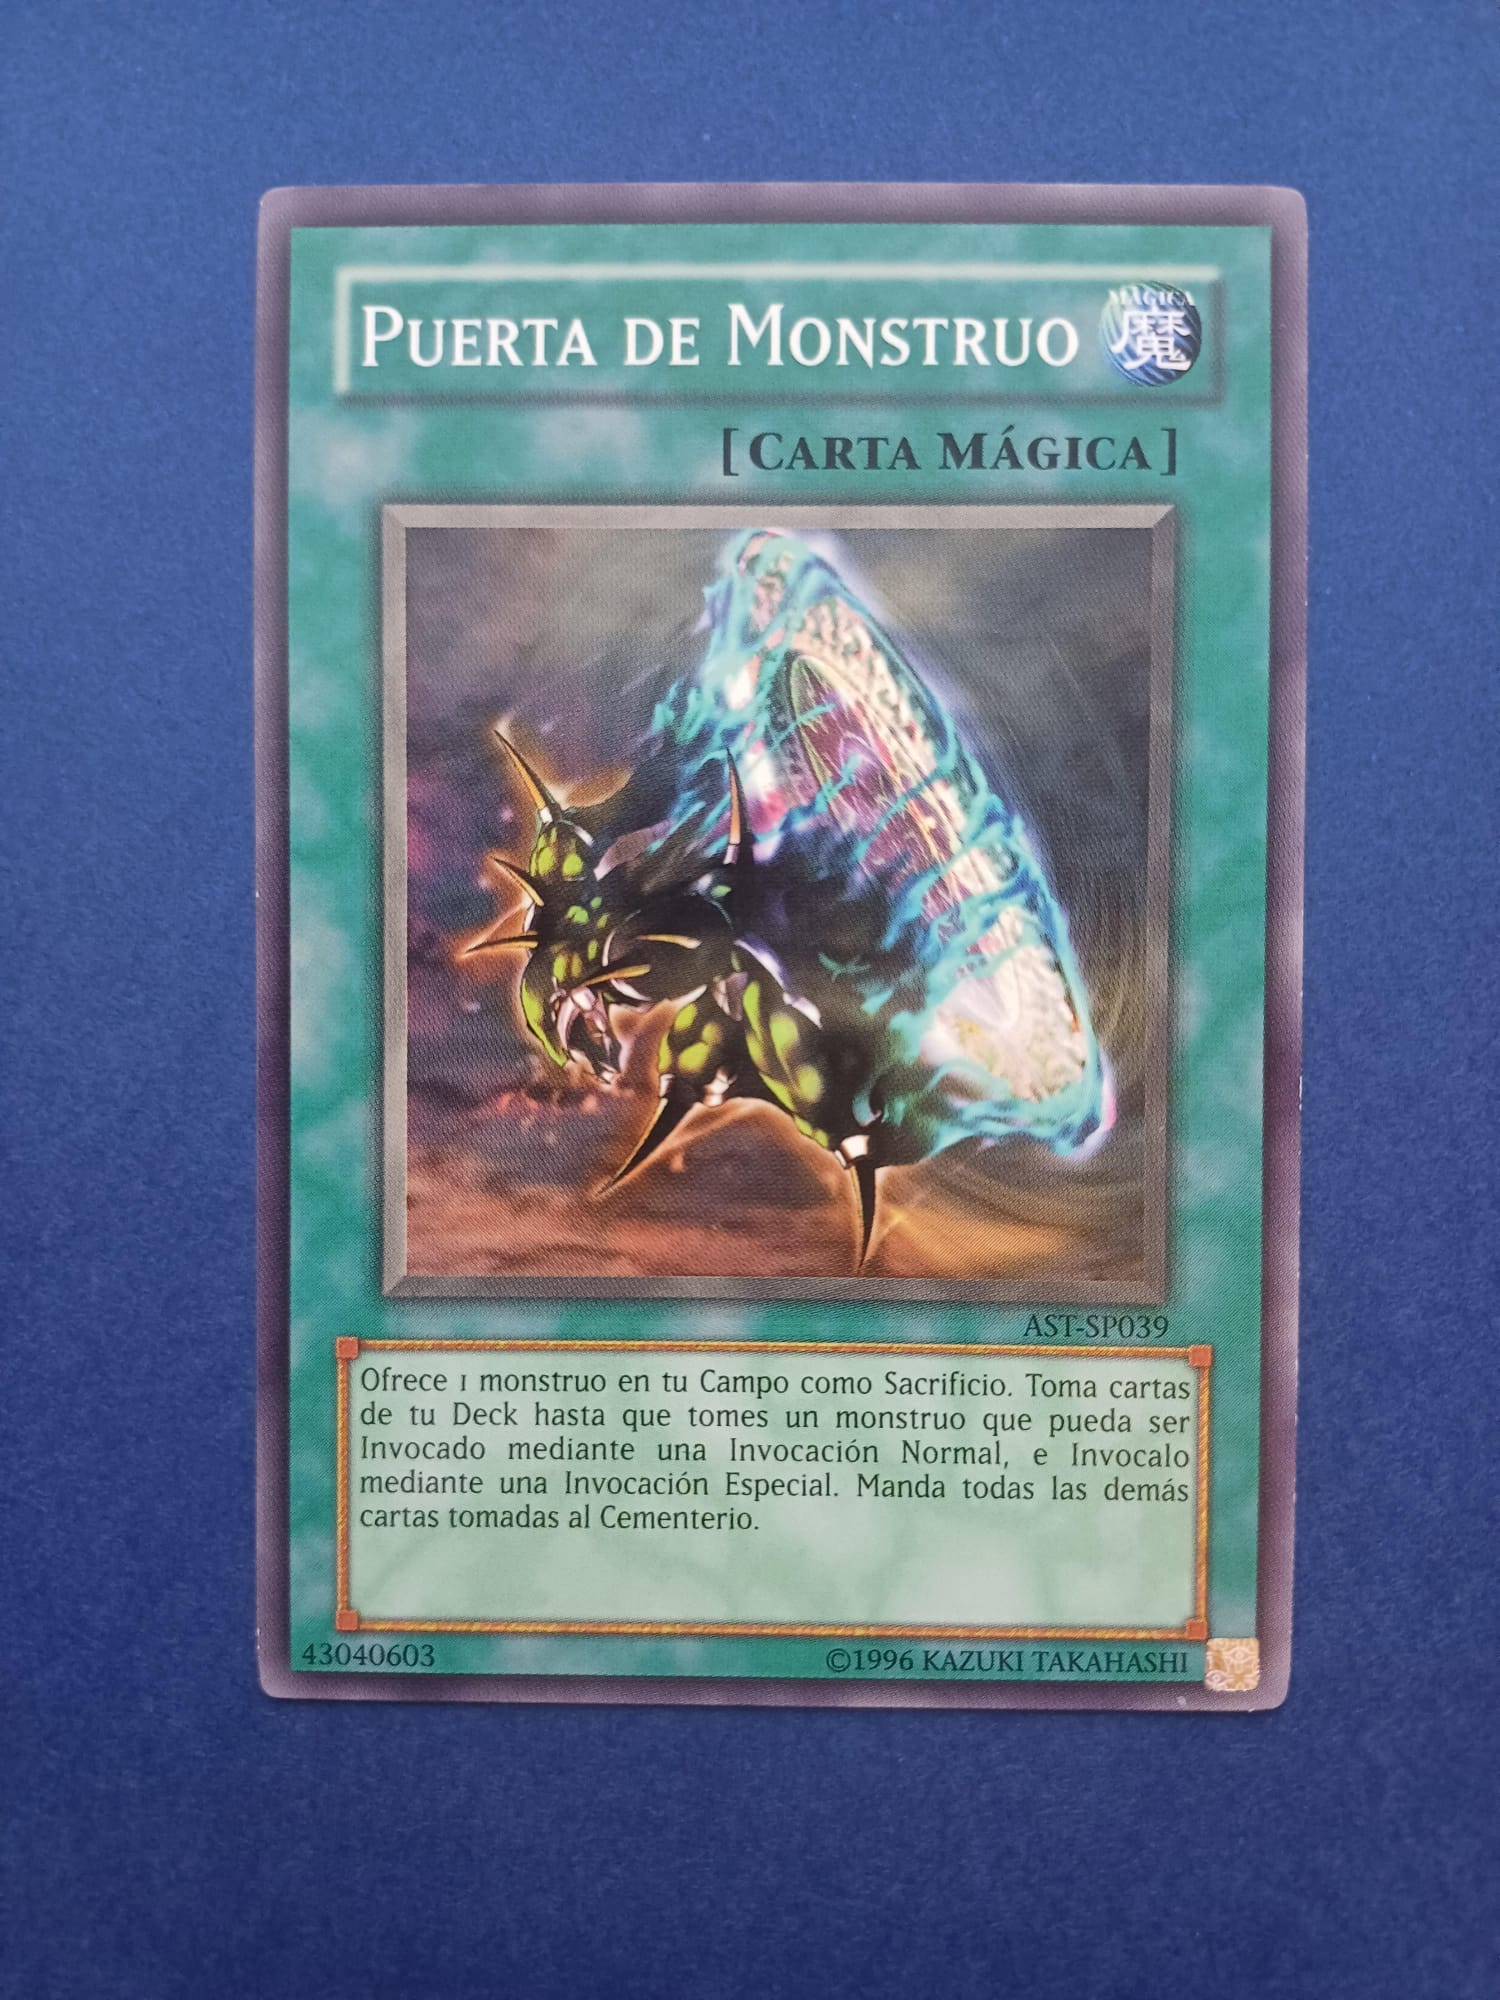 PUERTA DE MONSTRUO
MÁGICA
魔
[CARTA MÁGICA]
AST-SP039
Ofrece 1 monstruo en tu Campo como Sacrificio. Toma cartas
de tu Deck hasta que tomes un monstruo que pueda ser
Invocado mediante una Invocación Normal, e Invocalo
mediante una Invocación Especial. Manda todas las demás
cartas tomadas al Cementerio.
43040603
©1996 KAZUKI TAKAHASHI